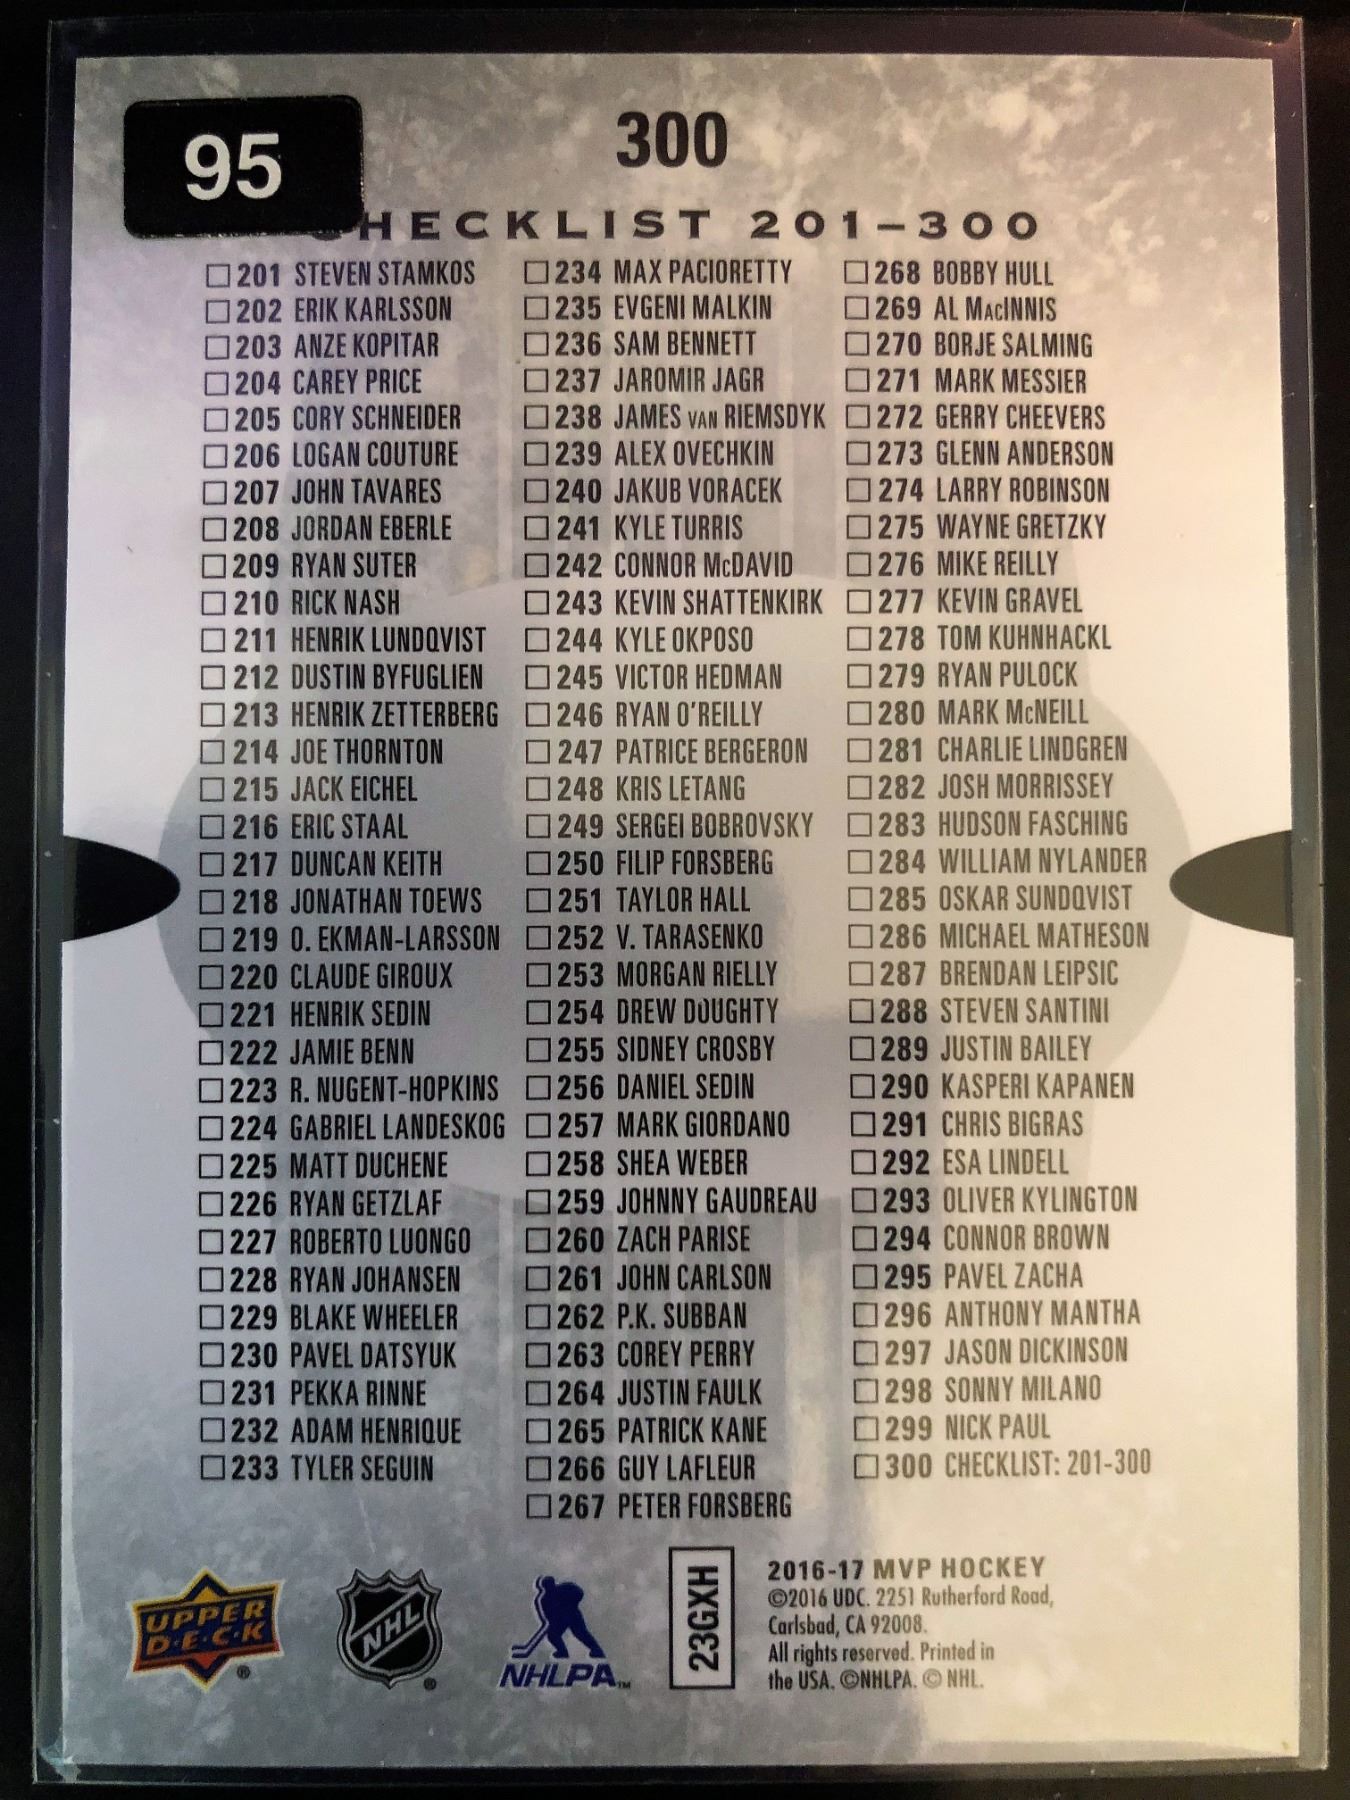 95
300
CHECKLIST 201-300
201 STEVEN STAMKOS
202 ERIK KARLSSON
203 ANZE KOPITAR
204 CAREY PRICE
205 CORY SCHNEIDER
206 LOGAN COUTURE
207 JOHN TAVARES
208 JORDAN EBERLE
209 RYAN SUTER
210 RICK NASH
211 HENRIK LUNDQVIST
212 DUSTIN BYFUGLIEN
213 HENRIK ZETTERBERG
214 JOE THORNTON
215 JACK EICHEL
216 ERIC STAAL
217 DUNCAN KEITH
218 JONATHAN TOEWS
219 O. EKMAN-LARSSON
220 CLAUDE GIROUX
221 HENRIK SEDIN
222 JAMIE BENN
223 R. NUGENT-HOPKINS
224 GABRIEL LANDESKOG
225 MATT DUCHENE
226 RYAN GETZLAF
227 ROBERTO LUONGO
228 RYAN JOHANSEN
229 BLAKE WHEELER
230 PAVEL DATSYUK
231 PEKKA RINNE
232 ADAM HENRIQUE
233 TYLER SEGUIN
234 MAX PACIORETTY
235 EVGENI MALKIN
236 SAM BENNETT
237 JAROMIR JAGR
238 JAMES VAN RIEMSDYK
239 ALEX OVECHKIN
240 JAKUB VORACEK
241 KYLE TURRIS
242 CONNOR McDAVID
243 KEVIN SHATTENKIRK
244 KYLE OKPOSO
245 VICTOR HEDMAN
246 RYAN O'REILLY
247 PATRICE BERGERON
248 KRIS LETANG
249 SERGEI BOBROVSKY
250 FILIP FORSBERG
251 TAYLOR HALL
252 V. TARASENKO
253 MORGAN RIELLY
254 DREW DOUGHTY
255 SIDNEY CROSBY
256 DANIEL SEDIN
257 MARK GIORDANO
258 SHEA WEBER
259 JOHNNY GAUDREAU
260 ZACH PARISE
261 JOHN CARLSON
262 P.K. SUBBAN
263 COREY PERRY
264 JUSTIN FAULK
265 PATRICK KANE
266 GUY LAFLEUR
267 PETER FORSBERG
268 BOBBY HULL
269 AL MacINNIS
270 BORJE SALMING
271 MARK MESSIER
272 GERRY CHEEVERS
273 GLENN ANDERSON
274 LARRY ROBINSON
275 WAYNE GRETZKY
276 MIKE REILLY
277 KEVIN GRAVEL
278 TOM KUHNHACKL
279 RYAN PULOCK
280 MARK McNEILL
281 CHARLIE LINDGREN
282 JOSH MORRISSEY
283 HUDSON FASCHING
284 WILLIAM NYLANDER
285 OSKAR SUNDQVIST
286 MICHAEL MATHESON
287 BRENDAN LEIPSIC
288 STEVEN SANTINI
289 JUSTIN BAILEY
290 KASPERI KAPANEN
291 CHRIS BIGRAS
292 ESA LINDELL
293 OLIVER KYLINGTON
294 CONNOR BROWN
295 PAVEL ZACHA
296 ANTHONY MANTHA
297 JASON DICKINSON
298 SONNY MILANO
299 NICK PAUL
300 CHECKLIST: 201-300
UPPER
D·E·C·K ®
NHL ®
NHLPA™
23GXH
2016-17 MVP HOCKEY
©2016 UDC. 2251 Rutherford Road,
Carlsbad, CA 92008.
All rights reserved. Printed in
the USA. ©NHLPA. © NHL.